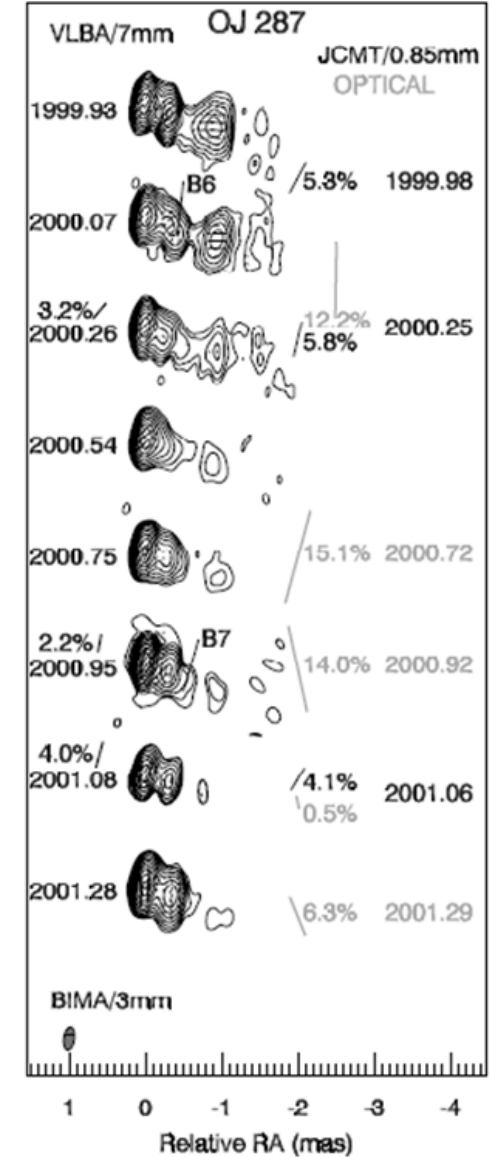 OJ 287
VLBA/7mm
JCMT/0.85mm
OPTICAL
1999.93
5.3% 1999.98
B6
2000.07
3.2%
12.2%
2000.26
5.8% 2000.25
2000.54
2000.75
15.1% 2000.72
B7
2.2%
2000.95
14.0% 2000.92
4.0%
2001.08
4.1% 2001.06
0.5%
2001.28
6.3% 2001.29
BIMA/3mm
1 0 -1 -2 -3 -4
Relative RA (mas)